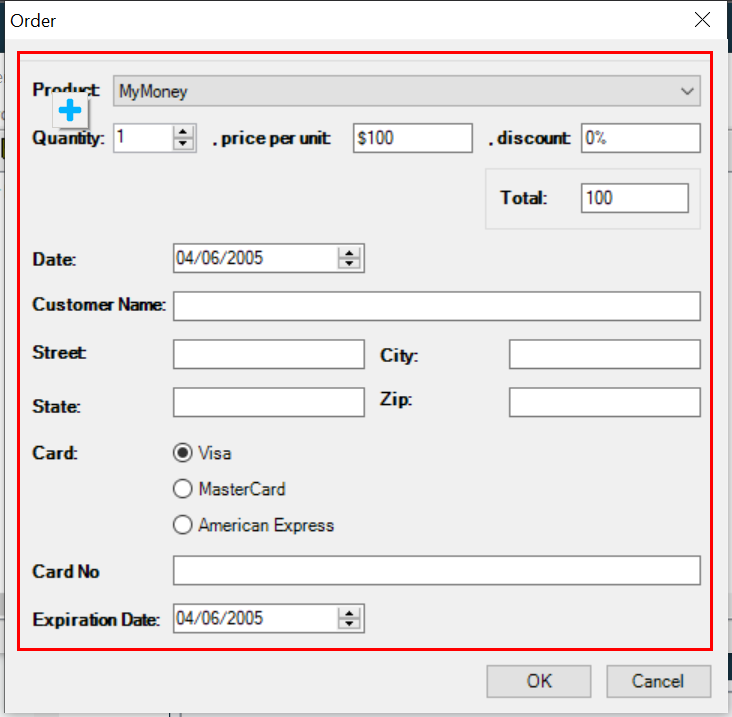 Order
Product: MyMoney
Quantity: 1 , price per unit: $100 , discount: 0%
Total: 100
Date: 04/06/2005
Customer Name:
Street: City:
State: Zip:
Card: Visa
MasterCard
American Express
Card No
Expiration Date: 04/06/2005
OK Cancel